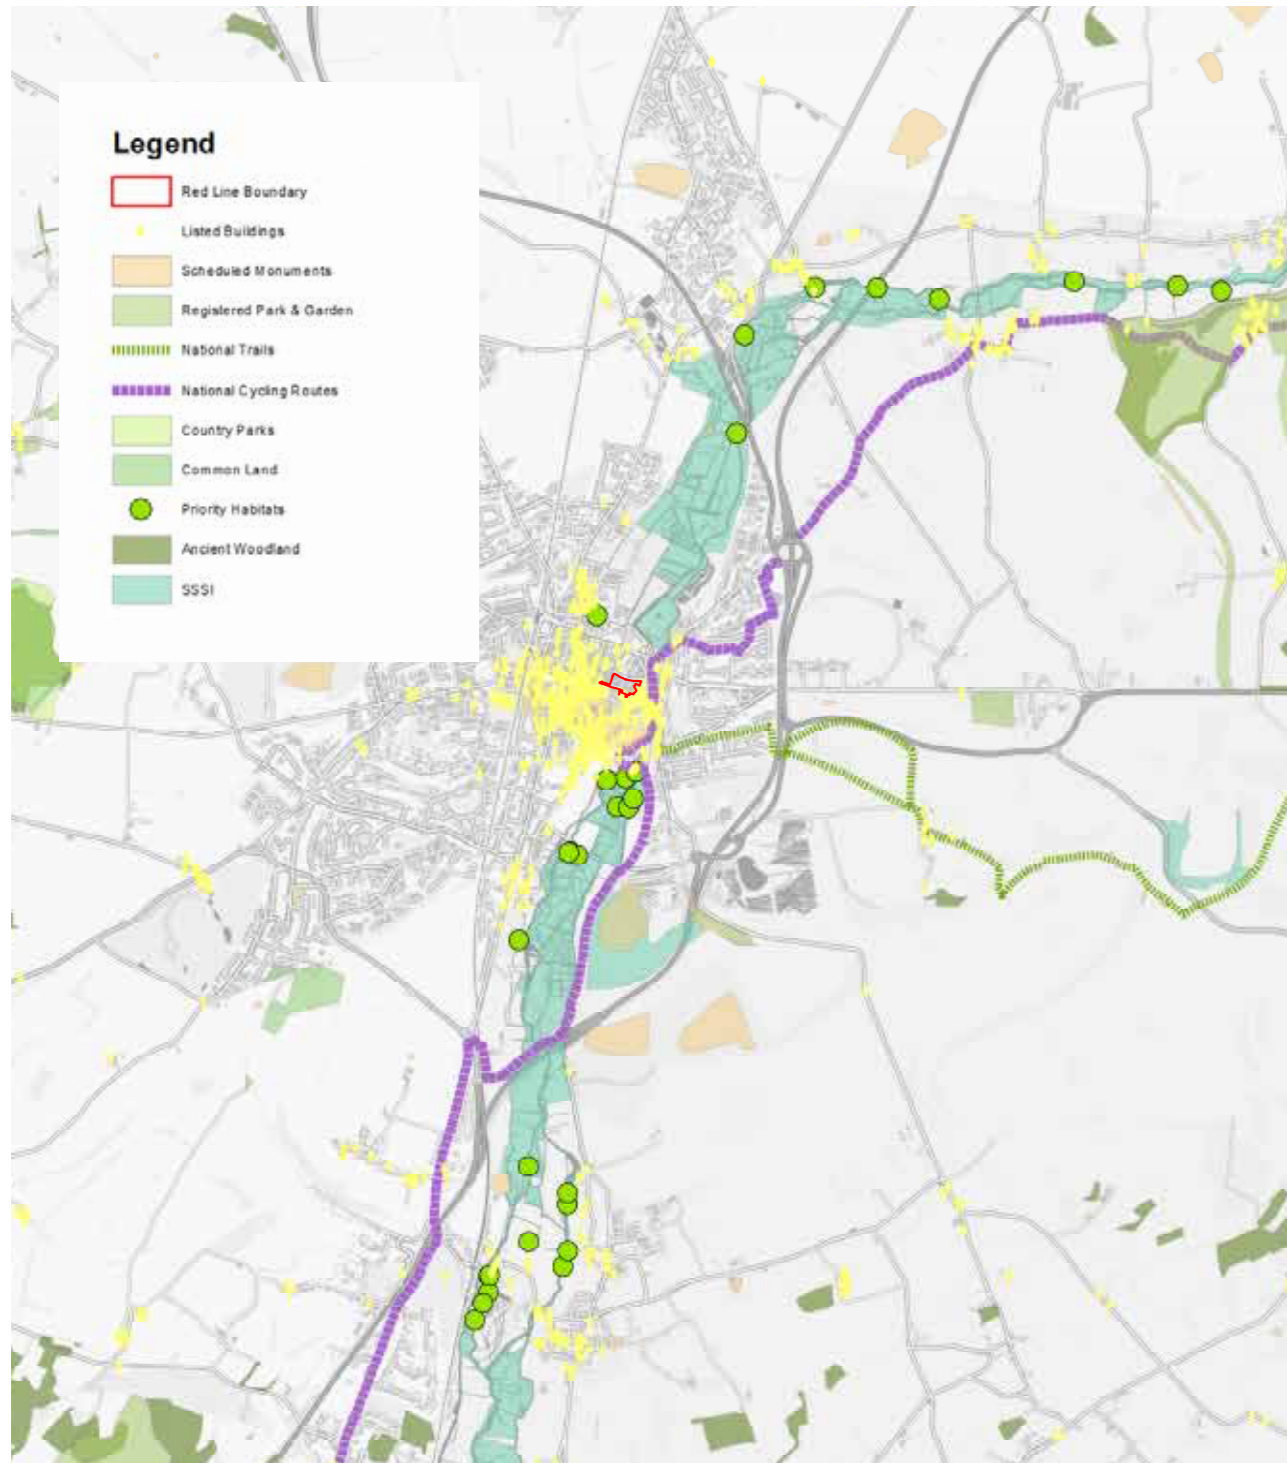 Legend
Red Line Boundary
Listed Buildings
Scheduled Monuments
Registered Park & Garden
National Trails
National Cycling Routes
Country Parks
Common Land
Priority Habitats
Ancient Woodland
SSSI